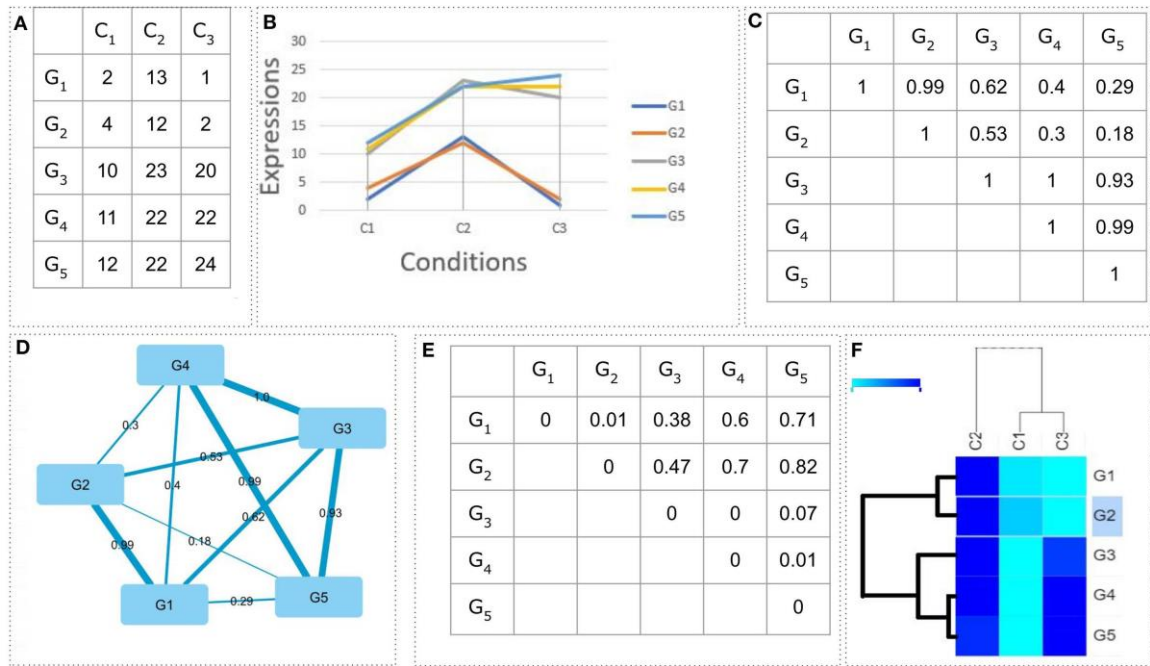 A
C1 C2 C3
G1 2 13 1
G2 4 12 2
G3 10 23 20
G4 11 22 22
G5 12 22 24
B
Expressions
30
25
20
15
10
5
0
C1 C2 C3
Conditions
G1
G2
G3
G4
G5
C
G1 G2 G3 G4 G5
G1 1 0.99 0.62 0.4 0.29
G2 1 0.53 0.3 0.18
G3 1 1 0.93
G4 1 0.99
G5 1
D
G4
1.0
0.3
G3
0.53
G2
0.4
0.99
0.62
0.93
0.99
0.18
G1
0.29
G5
E
G1 G2 G3 G4 G5
G1 0 0.01 0.38 0.6 0.71
G2 0 0.47 0.7 0.82
G3 0 0 0.07
G4 0 0.01
G5 0
F
C2 C1 C3
G1
G2
G3
G4
G5